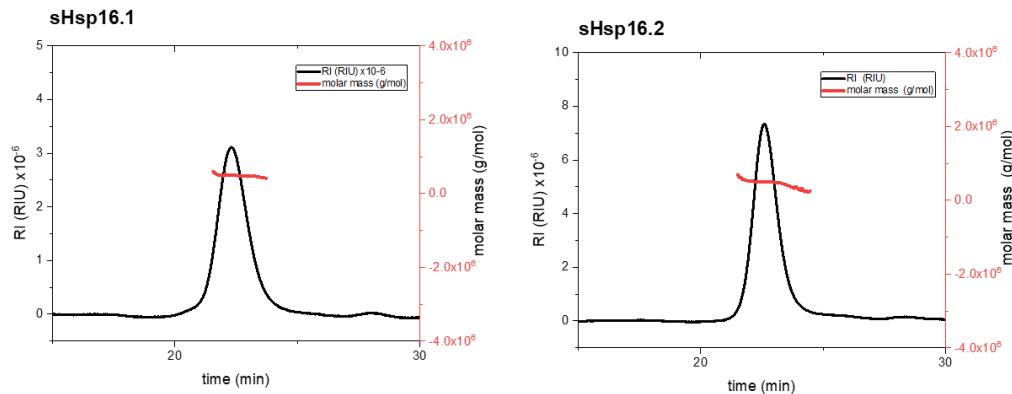 sHsp16.1
5
4
3
2
1
0
RI (RIU) x10⁻⁶
20
30
time (min)
4.0x10⁶
2.0x10⁶
0.0
-2.0x10⁶
-4.0x10⁶
molar mass (g/mol)
RI (RIU) x10-6
molar mass (g/mol)
sHsp16.2
10
8
6
4
2
0
RI (RIU) x10⁻⁶
20
30
time (min)
4.0x10⁶
2.0x10⁶
0.0
-2.0x10⁶
-4.0x10⁶
molar mass (g/mol)
RI (RIU)
molar mass (g/mol)